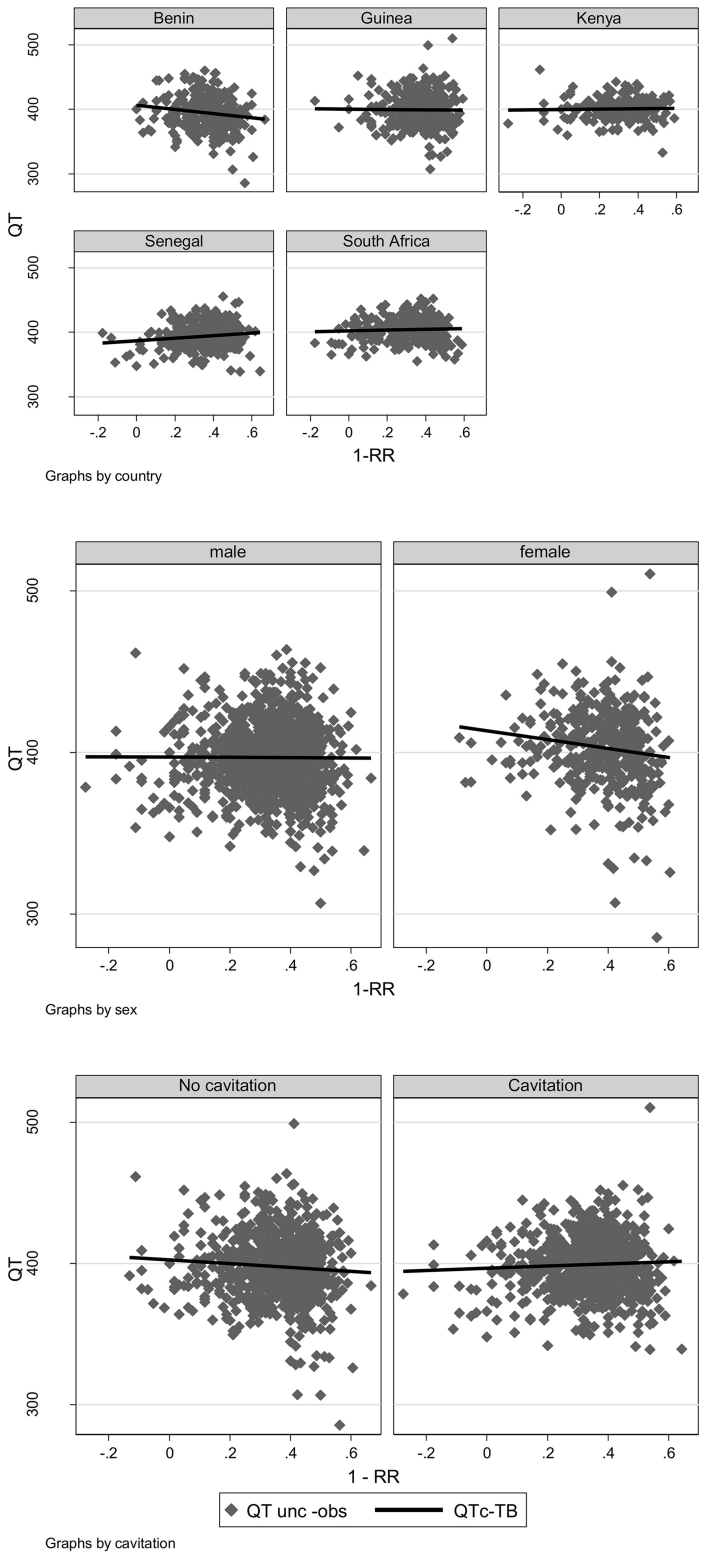 Benin Guinea Kenya
500
400
300
-.2 0 .2 .4 .6
QT
Senegal South Africa
500
400
300
-.2 0 .2 .4 .6 -.2 0 .2 .4 .6
1-RR
Graphs by country
male female
500
400
300
QT
-.2 0 .2 .4 .6 -.2 0 .2 .4 .6
1-RR
Graphs by sex
No cavitation Cavitation
500
400
300
QT
-.2 0 .2 .4 .6 -.2 0 .2 .4 .6
1 - RR
QT unc -obs QTc-TB
Graphs by cavitation